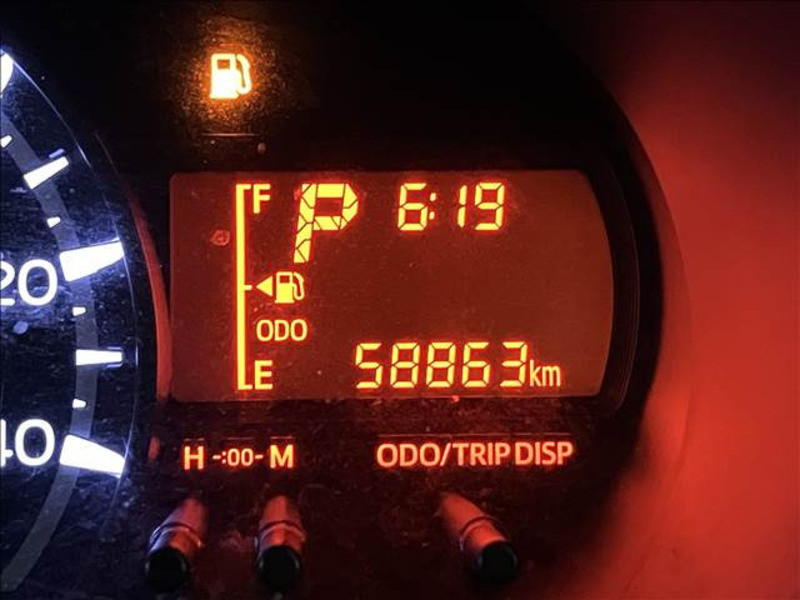 F P 6:19
ODO
E 58863km
20
40
H -:00- M ODO/TRIP DISP